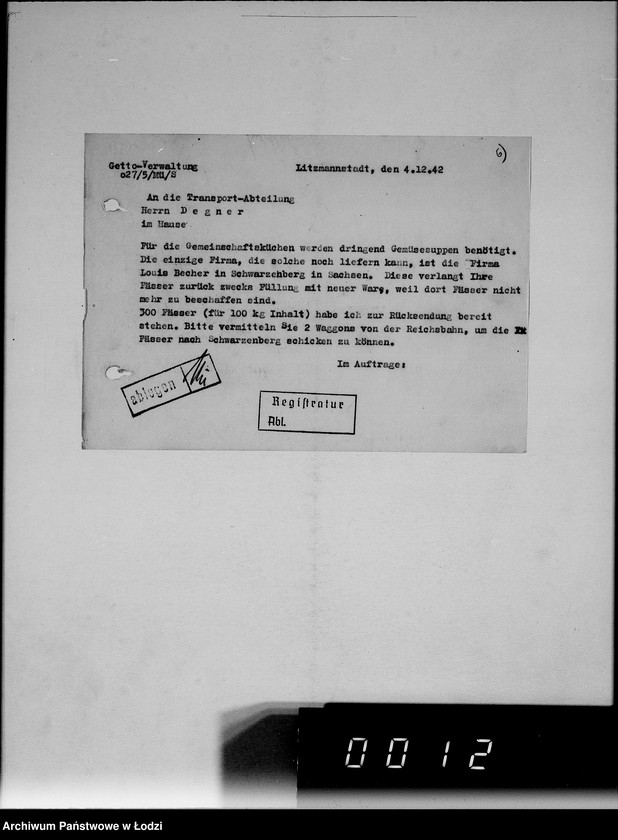 6)
Getto-Verwaltung
027/5/Mü/S
Litzmannstadt, den 4.12.42
An die Transport-Abteilung
Herrn D e g n e r
im Hause
Für die Gemeinschaftsküchen werden dringend Gemüsesuppen benötigt.
Die einzige Firma, die solche noch liefern kann, ist die Firma
Louis Becher in Schwarzenberg in Sachsen. Diese verlangt Ihre
Fässer zurück zwecks Füllung mit neuer Ware, weil dort Fässer nicht
mehr zu beschaffen sind.
300 Fässer (für 100 kg Inhalt) habe ich zur Rücksendung bereit
stehen. Bitte vermitteln Sie 2 Waggons von der Reichsbahn, um die
Fässer nach Schwarzenberg schicken zu können.
Im Auftrage:
ablegen
Registratur
Abl.
0012
Archiwum Państwowe w Łodzi